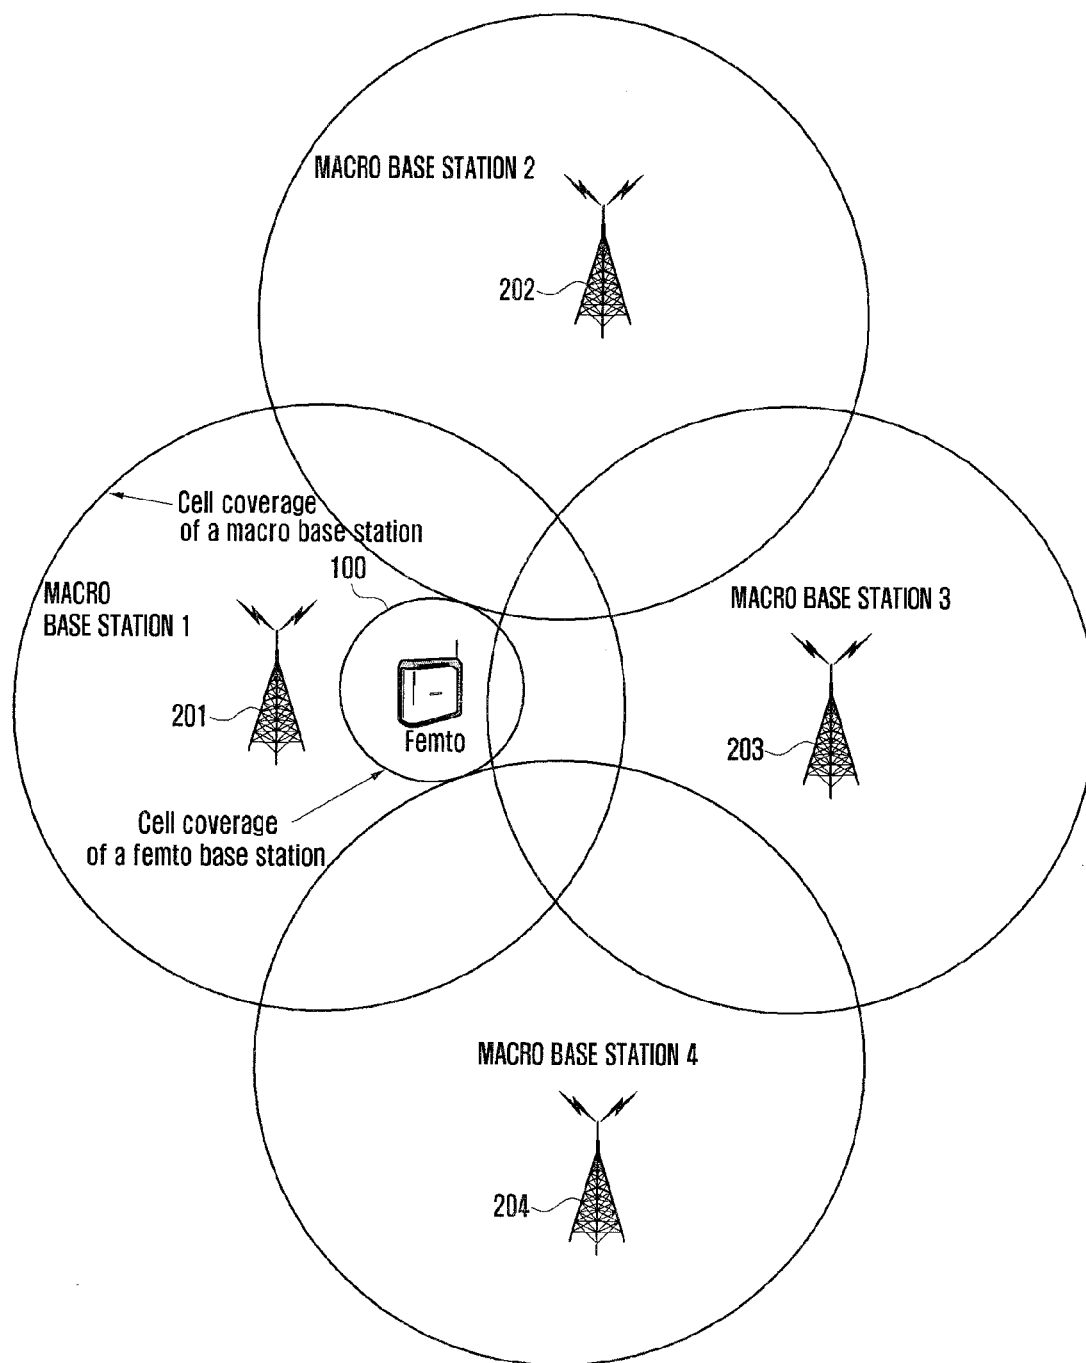 MACRO BASE STATION 2
202
Cell coverage
of a macro base station
100
MACRO
BASE STATION 1
MACRO BASE STATION 3
201
Femto
203
Cell coverage
of a femto base station
MACRO BASE STATION 4
204